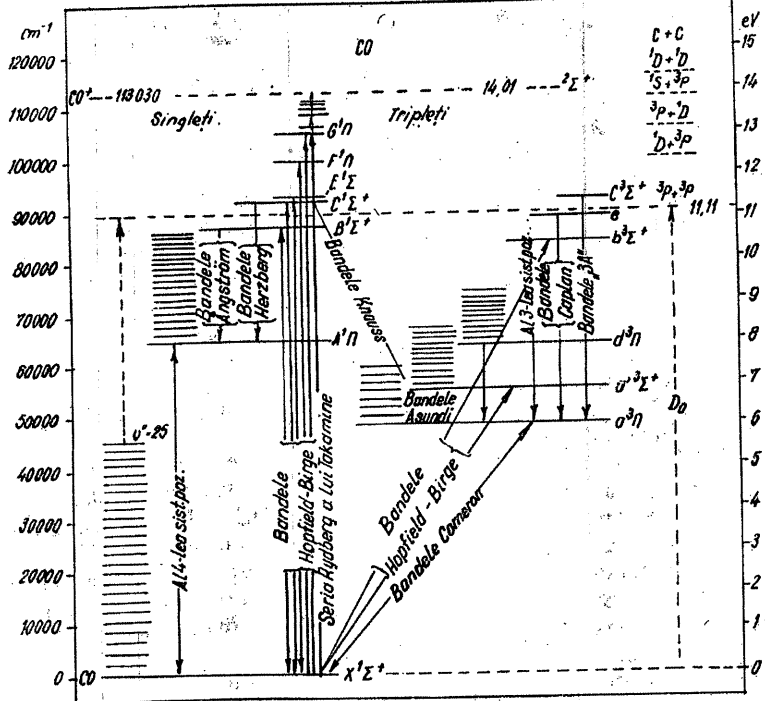 cm⁻¹
eV
CO
120000
110000
100000
90000
80000
70000
60000
50000
40000
30000
20000
10000
0
CO⁺
113030
14,01
²Σ⁺
Singleți
Tripleți
C + C
¹D+¹D
¹S+³P
³P+¹D
¹D+³P
15
14
13
12
11
10
9
8
7
6
5
4
3
2
1
0
G¹Π
F¹Π
E¹Σ
C¹Σ⁺
B¹Σ⁺
A¹Π
C³Σ⁺
³P+³P
11,11
b³Σ⁺
d³Π
a'³Σ⁺
a³Π
D₀
Bandele
Ångström
Bandele
Herzberg
Bandele Knauss
A(3-lea sist.poz.
Bandele
Caplan
Bandele „3A"
Bandele
Asundi
v''=25
A(4-lea sist.poz.
Bandele
Hopfield-Birge
Seria Rydberg a lui Takamine
Bandele
Hopfield - Birge
Bandele Cameron
CO
X¹Σ⁺